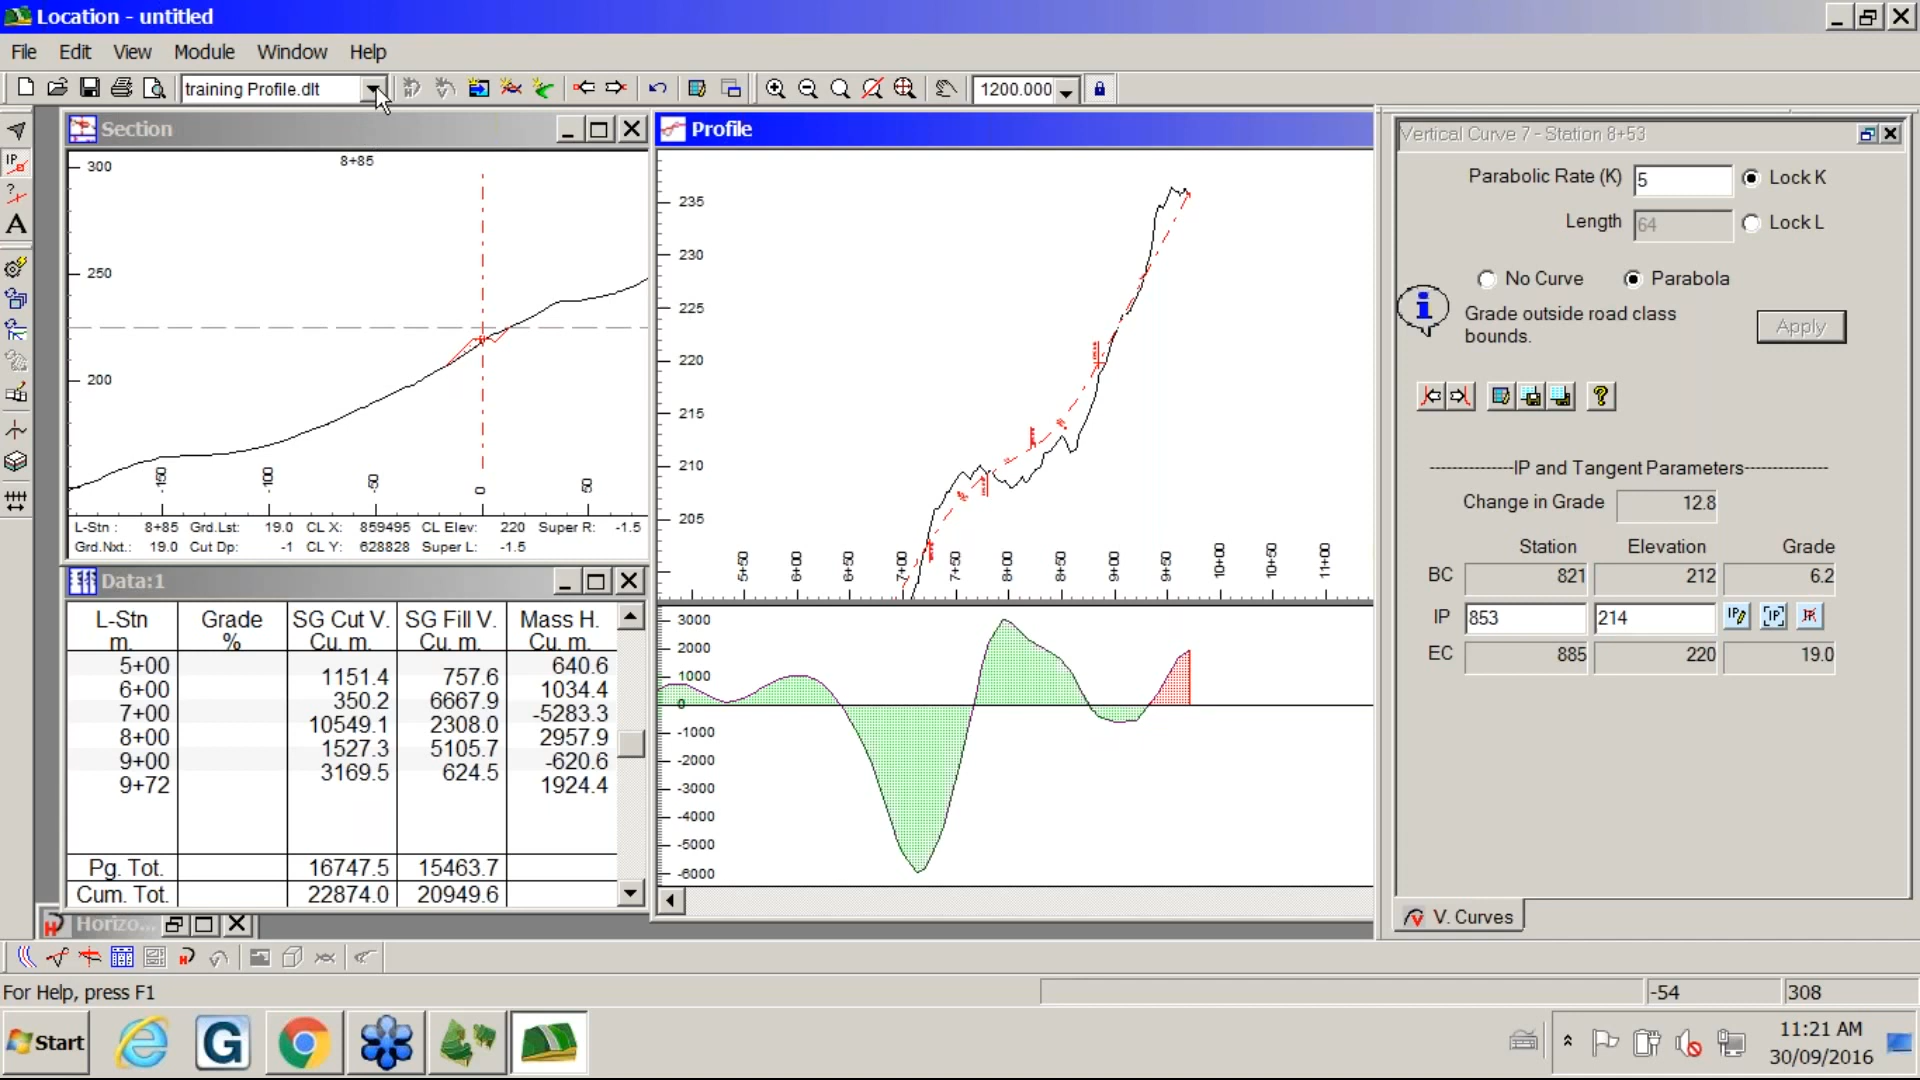 Location - untitled
File Edit View Module Window Help
training Profile.dlt
1200.000
Section
8+85
300
250
200
-150 -100 -50 0 50
L-Stn : 8+85 Grd.Lst: 19.0 CL X: 859495 CL Elev: 220 Super R: -1.5
Grd.Nxt.: 19.0 Cut Dp: -1 CL Y: 628828 Super L: -1.5
Data:1
L-Stn Grade SG Cut V. SG Fill V. Mass H.
m. % Cu. m. Cu. m. Cu. m.
5+00 640.6
1151.4 757.6
6+00 1034.4
350.2 6667.9
7+00 -5283.3
10549.1 2308.0
8+00 2957.9
1527.3 5105.7
9+00 -620.6
3169.5 624.5
9+72 1924.4
Pg. Tot. 16747.5 15463.7
Cum. Tot. 22874.0 20949.6
Horizo...
Profile
235
230
225
220
215
210
205
5+50 6+00 6+50 7+00 7+50 8+00 8+50 9+00 9+50 10+00 10+50 11+00
3000
2000
1000
0
-1000
-2000
-3000
-4000
-5000
-6000
Vertical Curve 7 - Station 8+53
Parabolic Rate (K) 5 Lock K
Length 64 Lock L
No Curve Parabola
Grade outside road class
bounds.
Apply
IP and Tangent Parameters
Change in Grade 12.8
Station Elevation Grade
BC 821 212 6.2
IP 853 214
EC 885 220 19.0
V. Curves
For Help, press F1
-54 308
Start
11:21 AM
30/09/2016